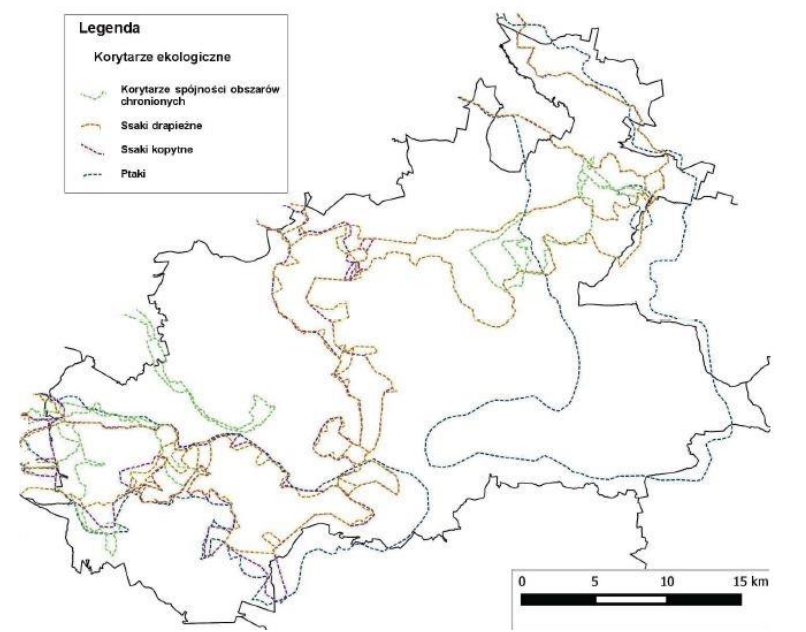 Legenda
Korytarze ekologiczne
Korytarze spójności obszarów
chronionych
Ssaki drapieżne
Ssaki kopytne
Ptaki
0 5 10 15 km